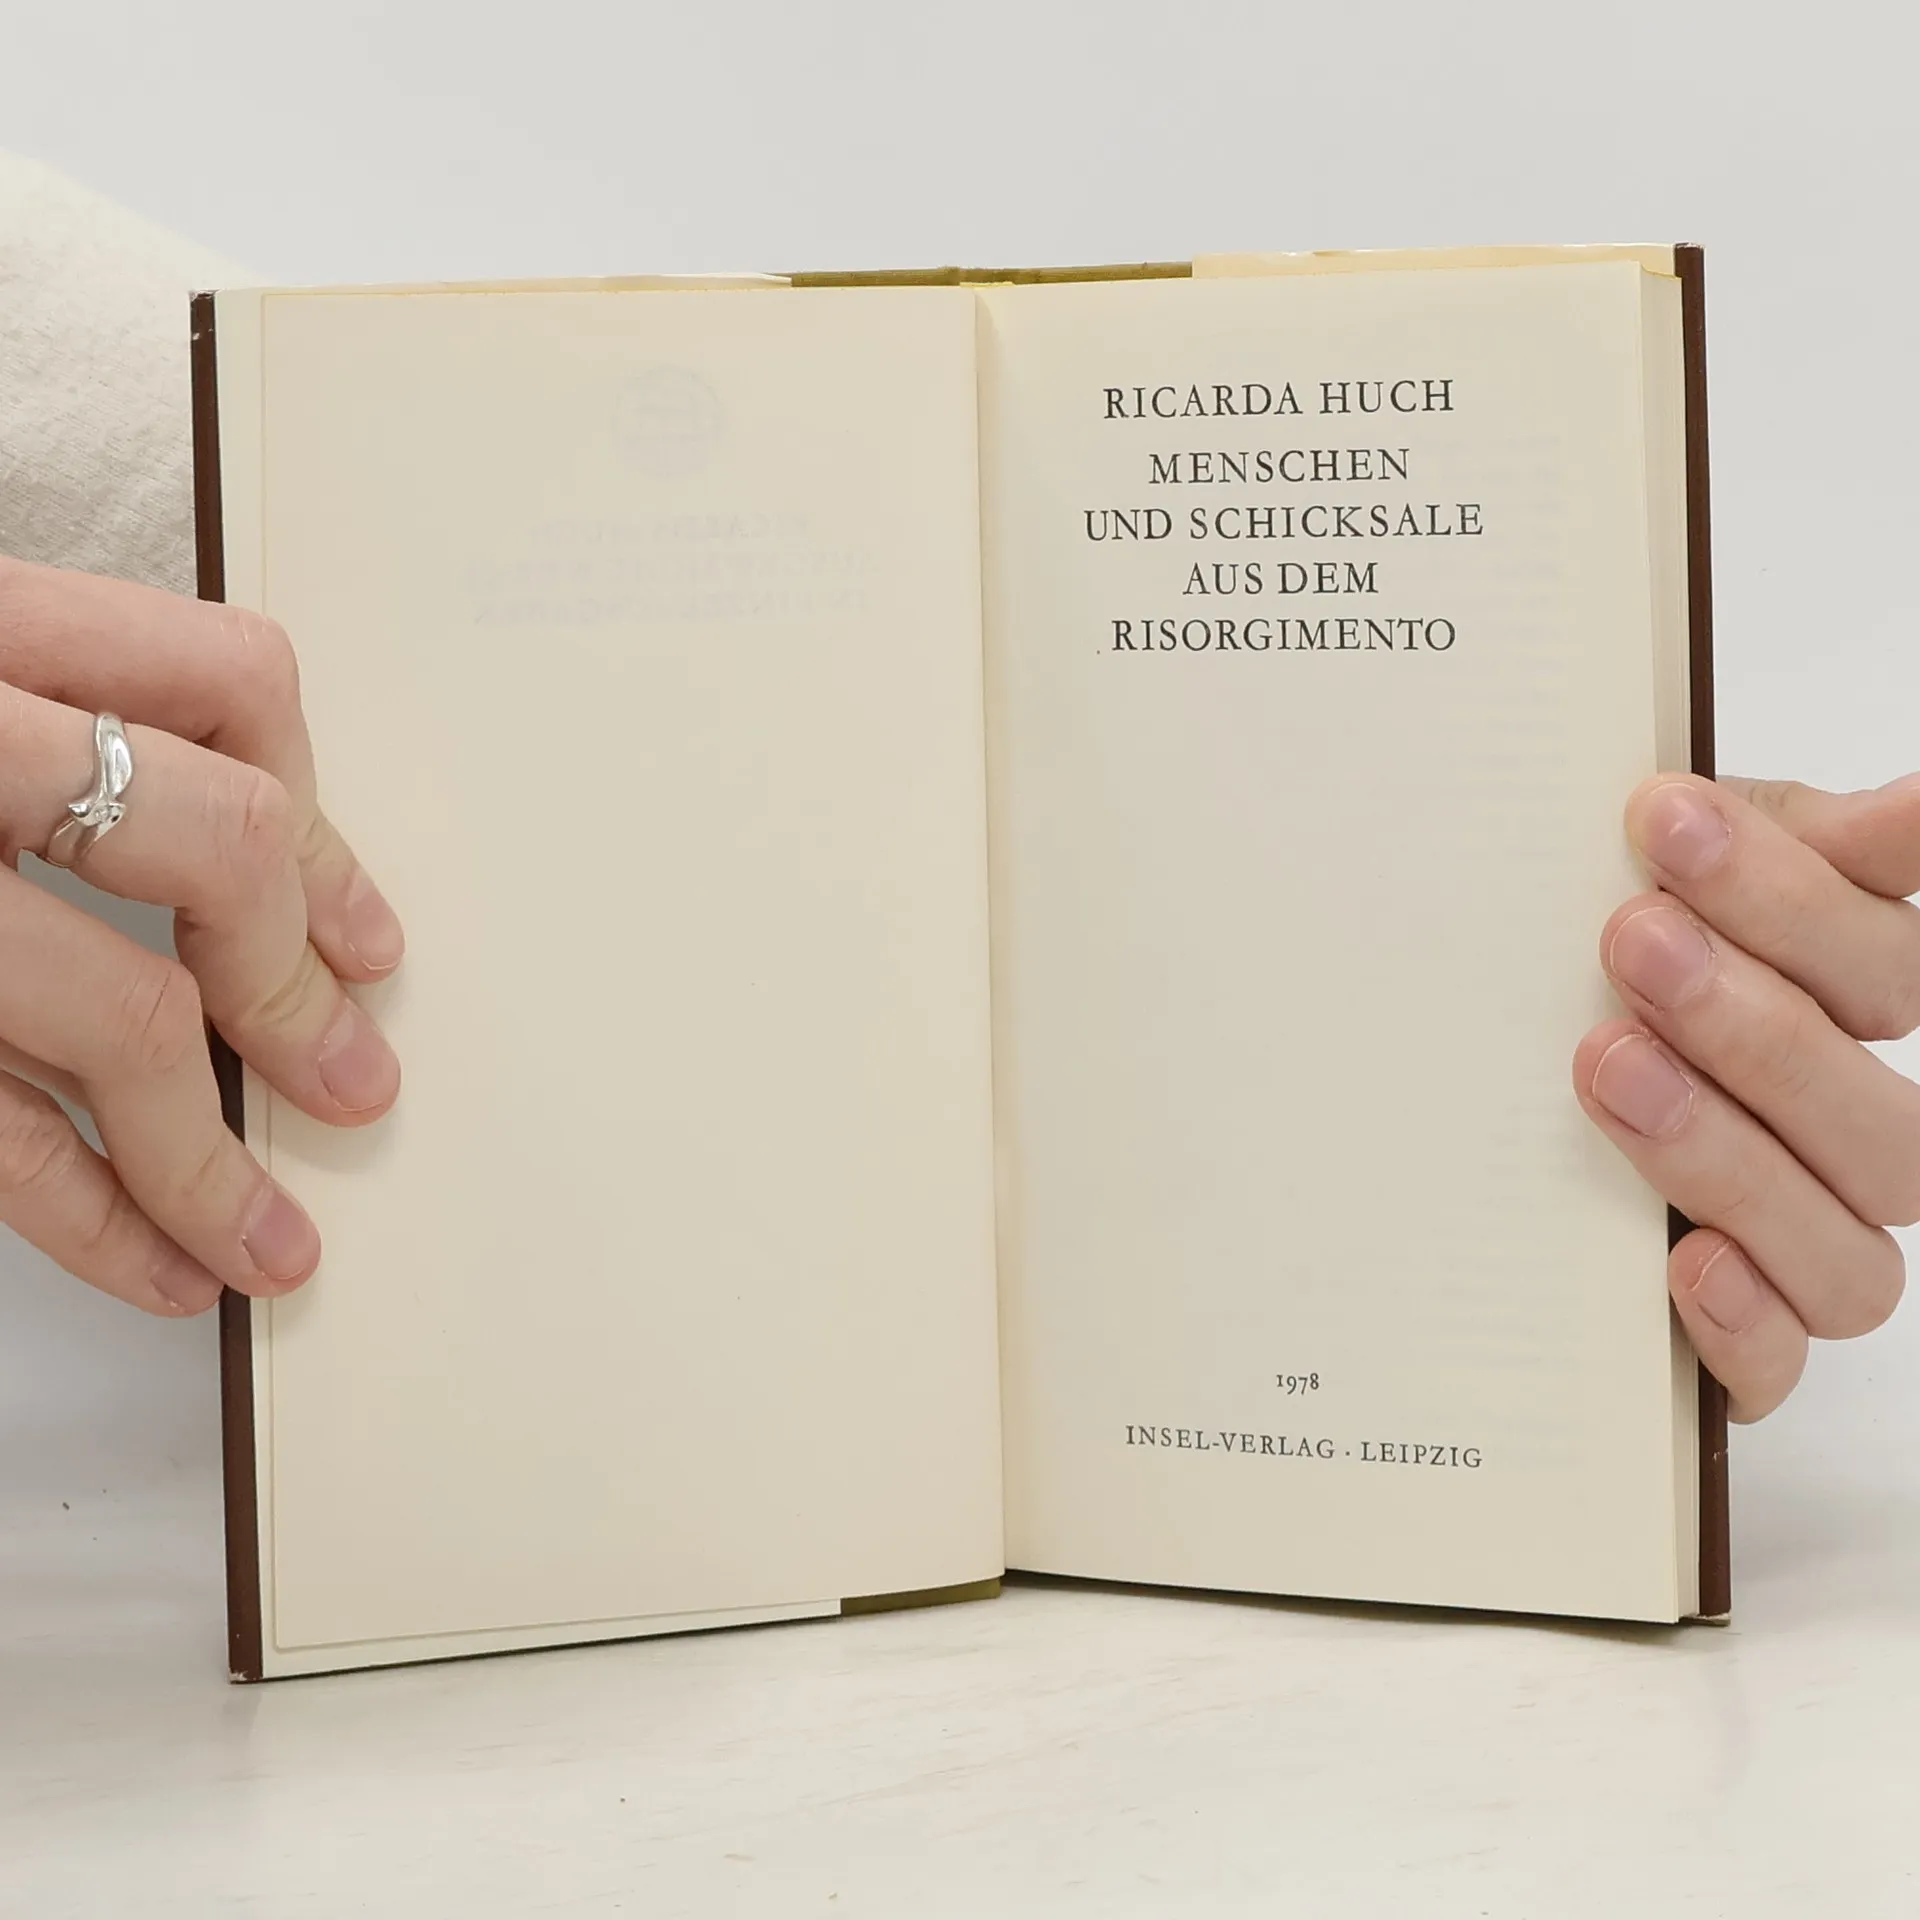 RICARDA HUCH
MENSCHEN
UND SCHICKSALE
AUS DEM
RISORGIMENTO
1978
INSEL-VERLAG · LEIPZIG